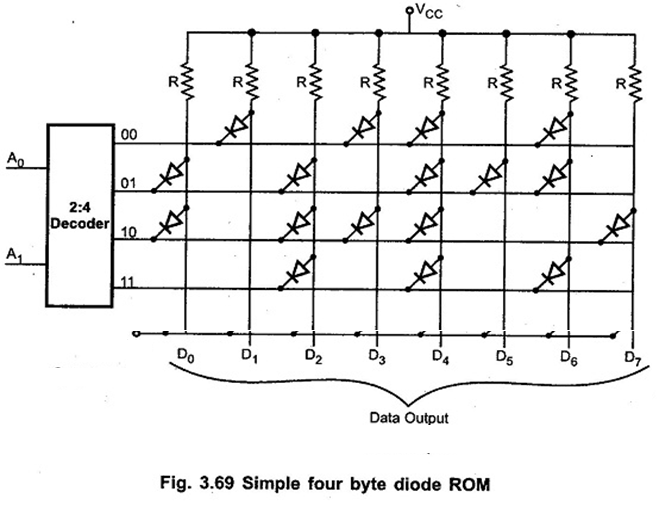 VCC
R R R R R R R R
00
A0
01
2:4
Decoder
10
A1
11
D0 D1 D2 D3 D4 D5 D6 D7
Data Output
Fig. 3.69 Simple four byte diode ROM